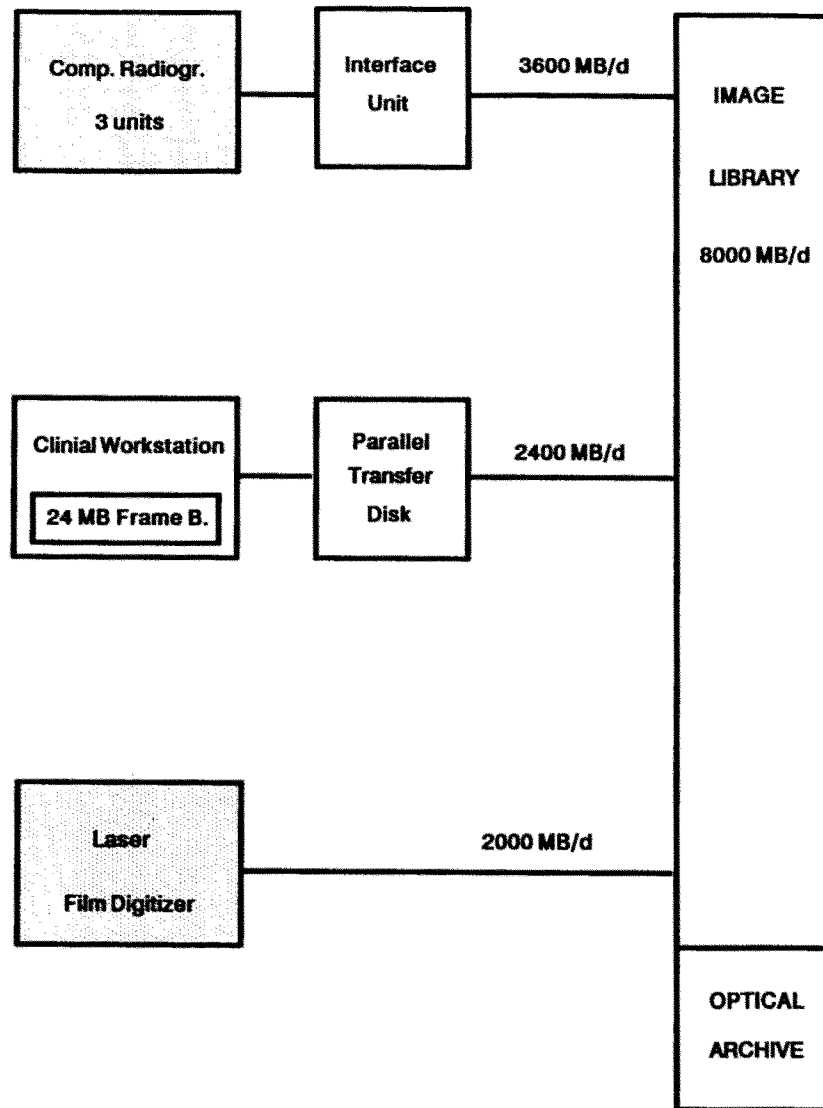 Comp. Radiogr.
3 units
Interface
Unit
3600 MB/d
IMAGE
LIBRARY
8000 MB/d
Clinial Workstation
24 MB Frame B.
Parallel
Transfer
Disk
2400 MB/d
Laser
Film Digitizer
2000 MB/d
OPTICAL
ARCHIVE